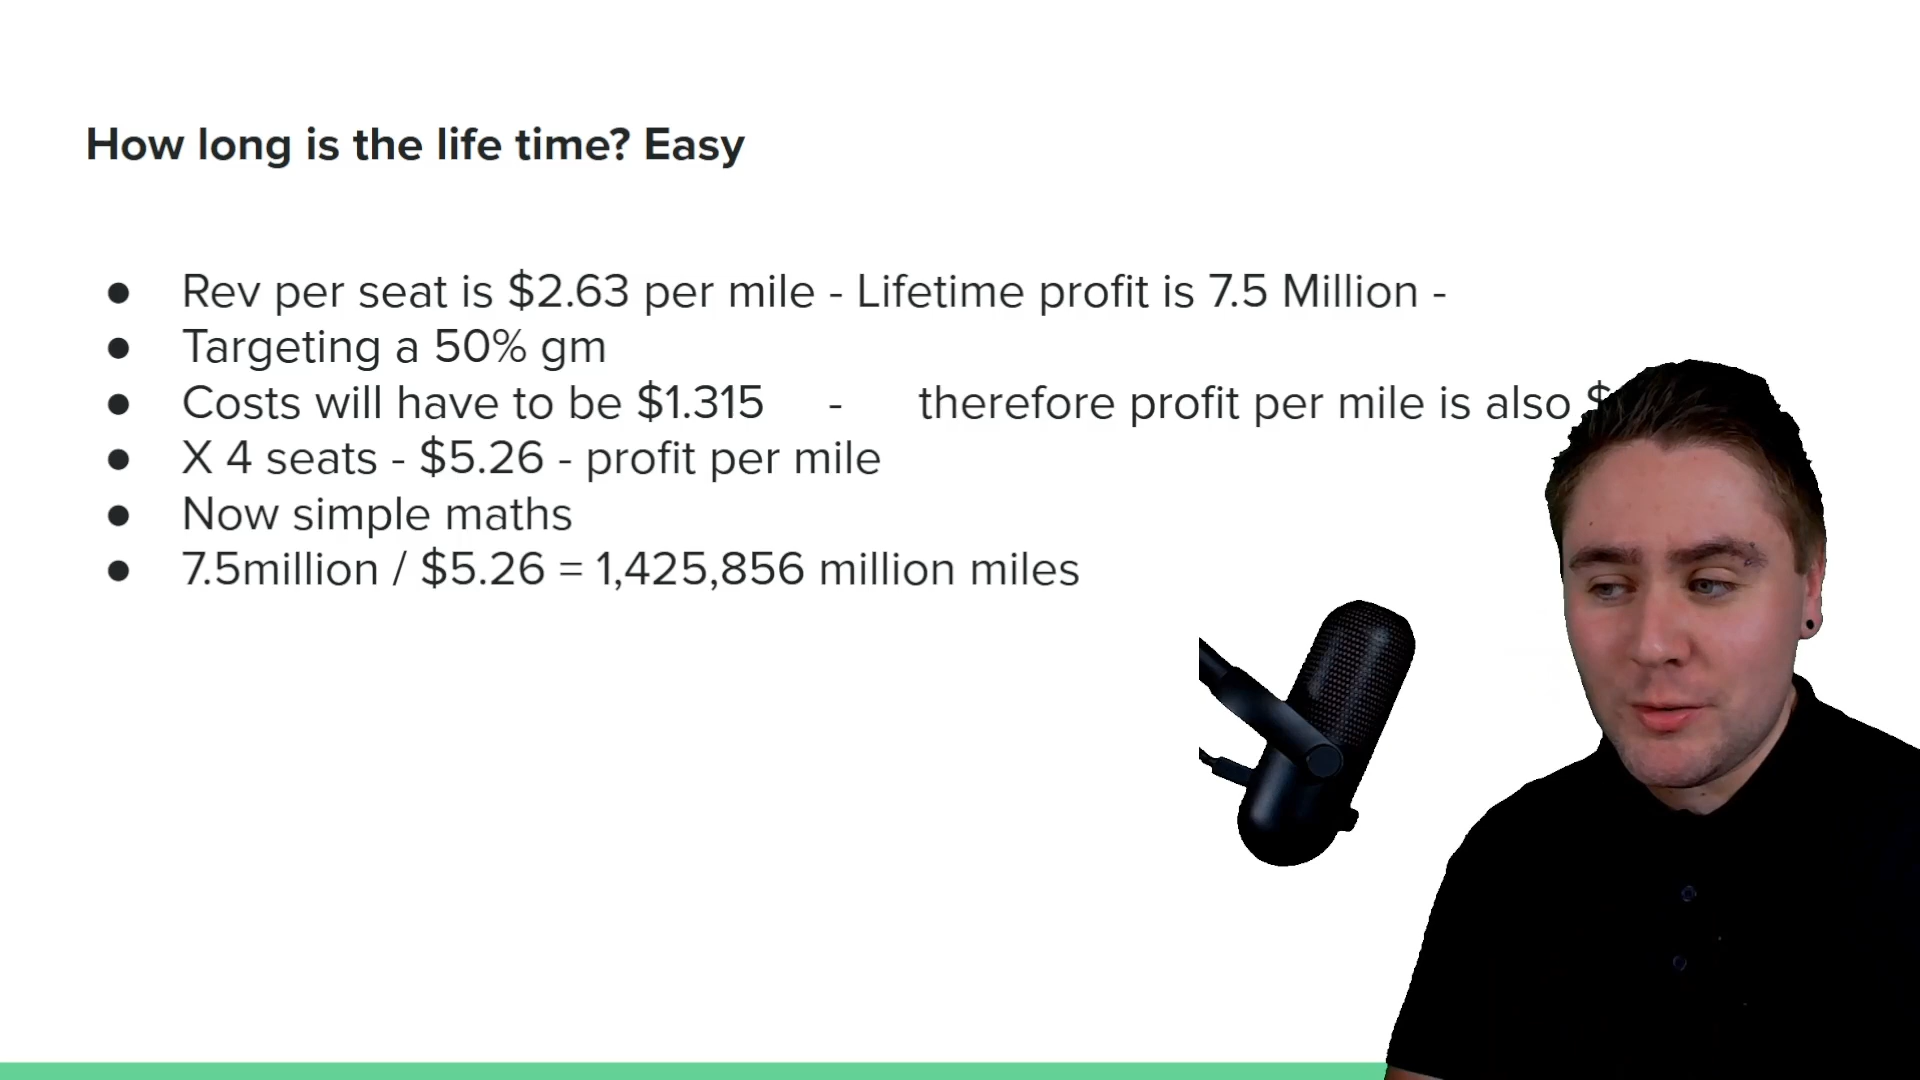 How long is the life time? Easy
● Rev per seat is $2.63 per mile - Lifetime profit is 7.5 Million -
● Targeting a 50% gm
● Costs will have to be $1.315 - therefore profit per mile is also $
● X 4 seats - $5.26 - profit per mile
● Now simple maths
● 7.5million / $5.26 = 1,425,856 million miles